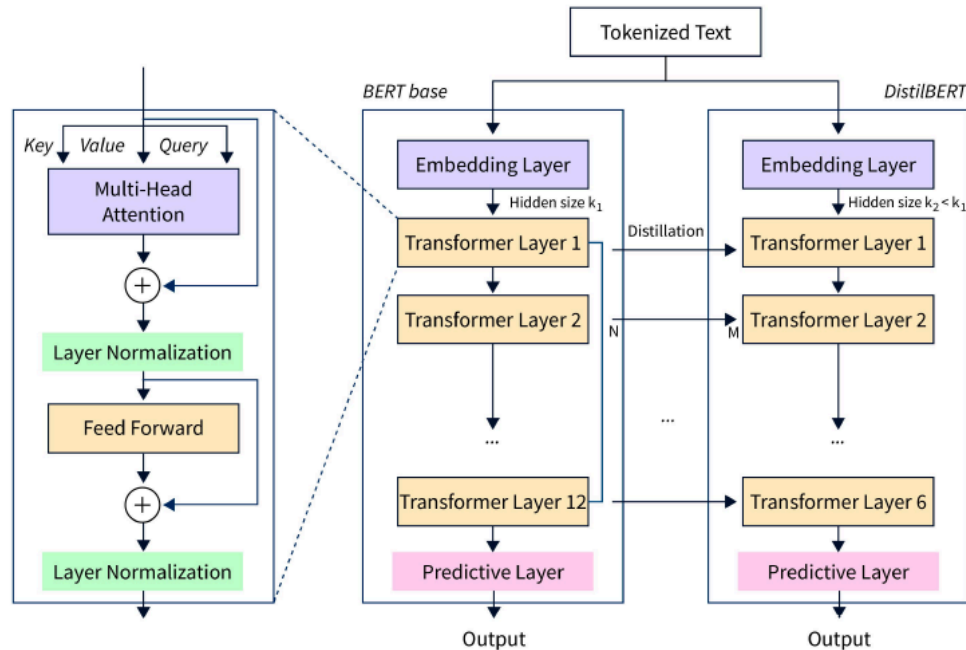 Tokenized Text
BERT base
DistilBERT
Key Value Query
Multi-Head
Attention
+
Layer Normalization
Feed Forward
+
Layer Normalization
Embedding Layer
Hidden size k₁
Transformer Layer 1
Transformer Layer 2
...
Transformer Layer 12
Predictive Layer
Output
Distillation
N
M
...
Embedding Layer
Hidden size k₂ < k₁
Transformer Layer 1
Transformer Layer 2
...
Transformer Layer 6
Predictive Layer
Output